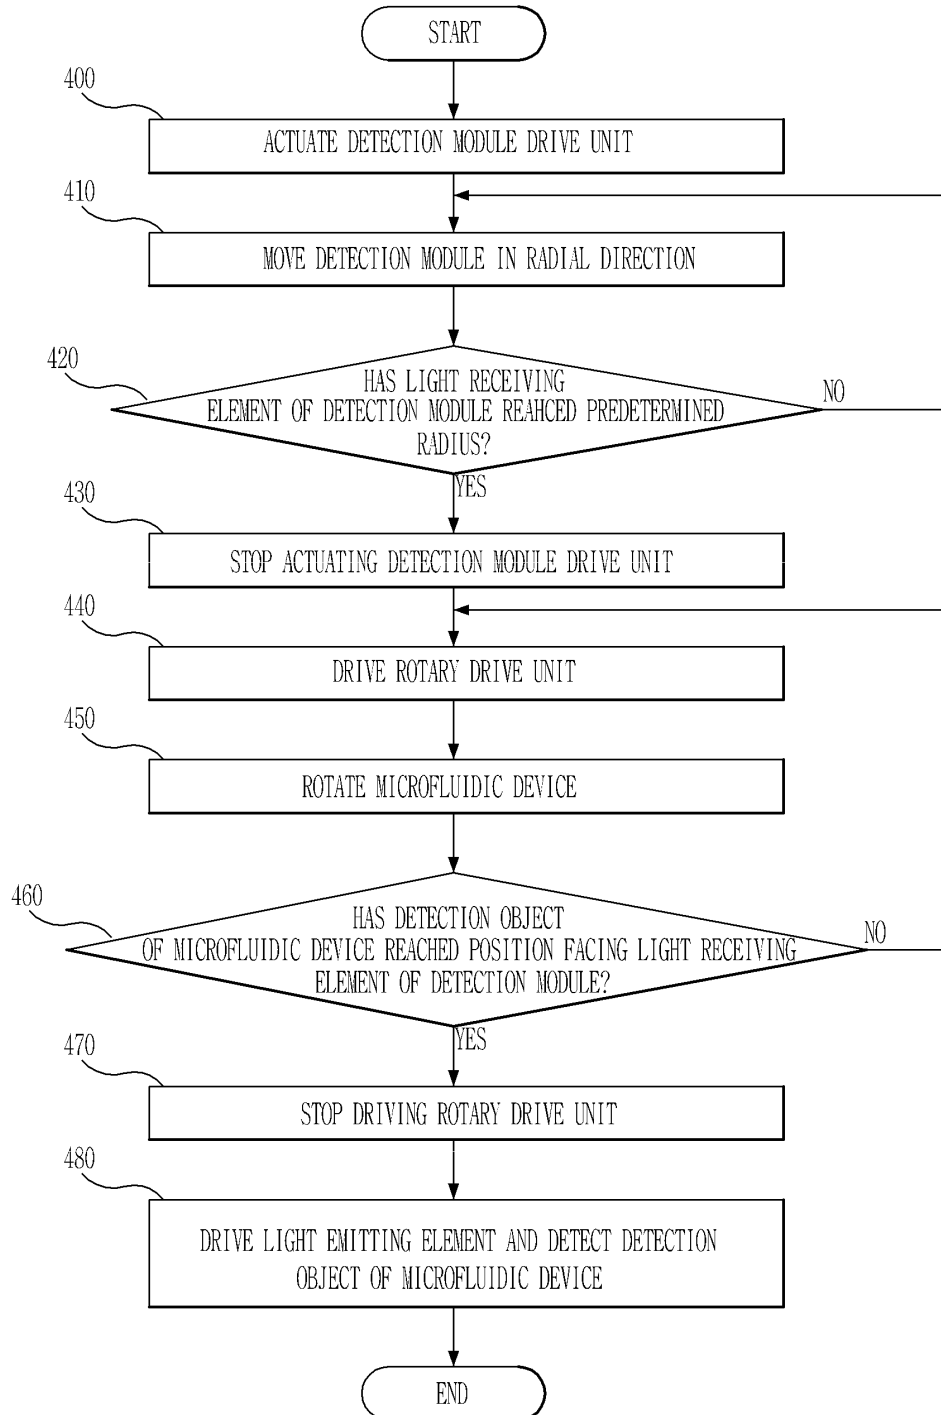 START
400
ACTUATE DETECTION MODULE DRIVE UNIT
410
MOVE DETECTION MODULE IN RADIAL DIRECTION
420
HAS LIGHT RECEIVING
ELEMENT OF DETECTION MODULE REAHCED PREDETERMINED
RADIUS?
NO
YES
430
STOP ACTUATING DETECTION MODULE DRIVE UNIT
440
DRIVE ROTARY DRIVE UNIT
450
ROTATE MICROFLUIDIC DEVICE
460
HAS DETECTION OBJECT
OF MICROFLUIDIC DEVICE REACHED POSITION FACING LIGHT RECEIVING
ELEMENT OF DETECTION MODULE?
NO
YES
470
STOP DRIVING ROTARY DRIVE UNIT
480
DRIVE LIGHT EMITTING ELEMENT AND DETECT DETECTION
OBJECT OF MICROFLUIDIC DEVICE
END